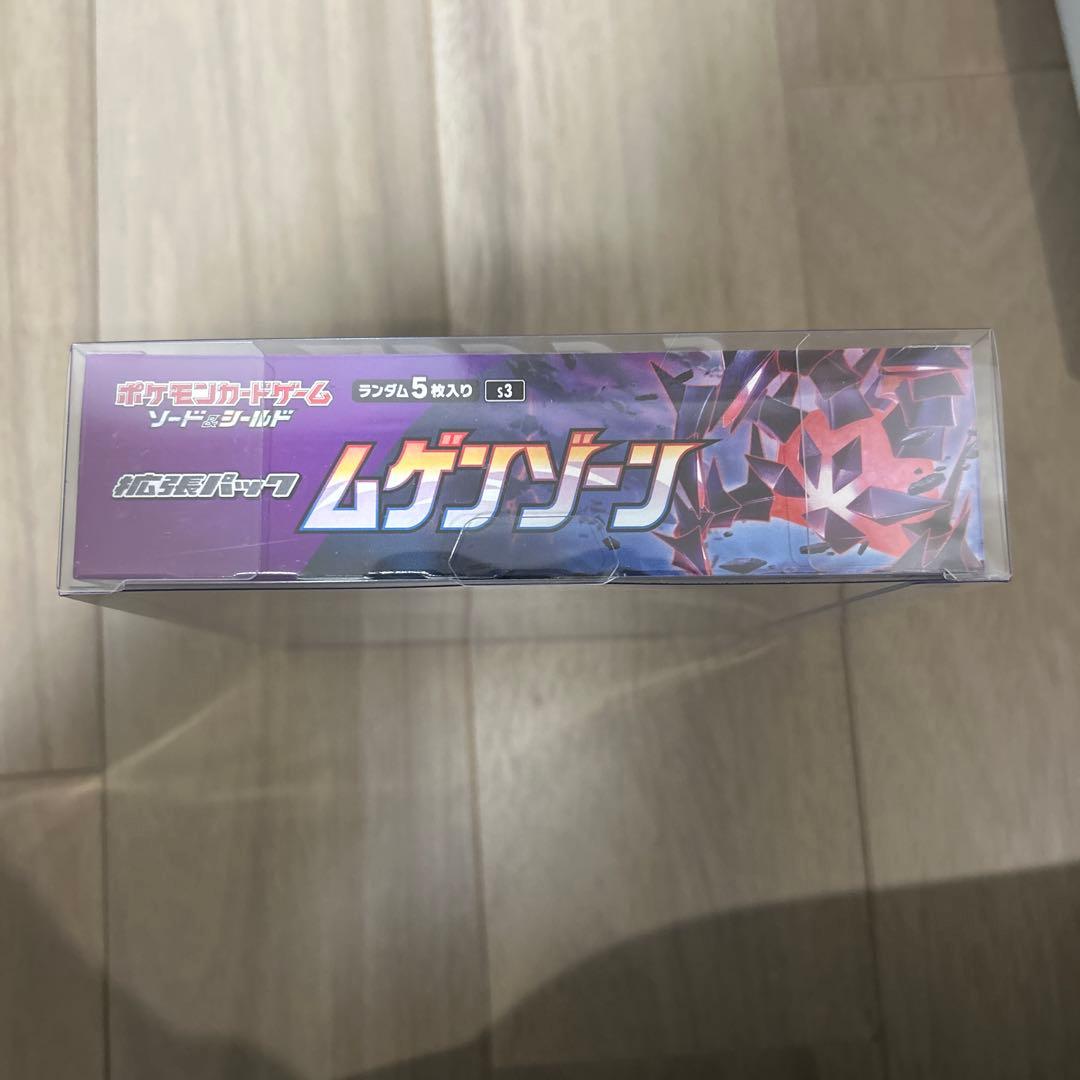 ポケモンカードゲーム
ソード&シールド
ランダム5枚入り s3
拡張パック
ムゲンゾーン